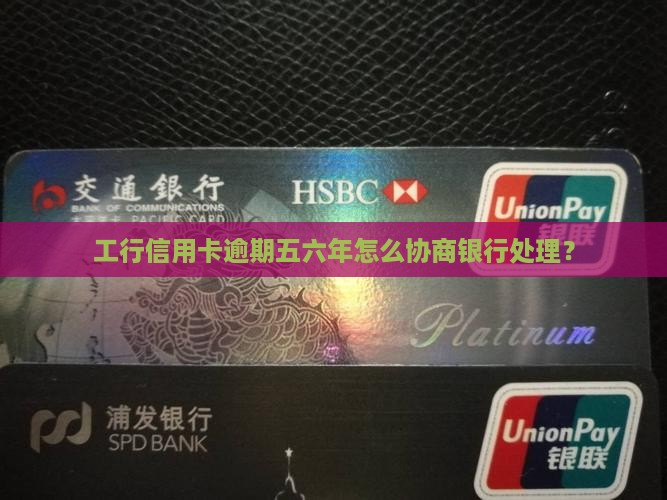 交通銀行
BANK OF COMMUNICATIONS
PACIFIC CARD
HSBC
UnionPay
银联
工行信用卡逾期五六年怎么协商银行处理？
Platinum
浦发银行
SPD BANK
UnionPay
银联